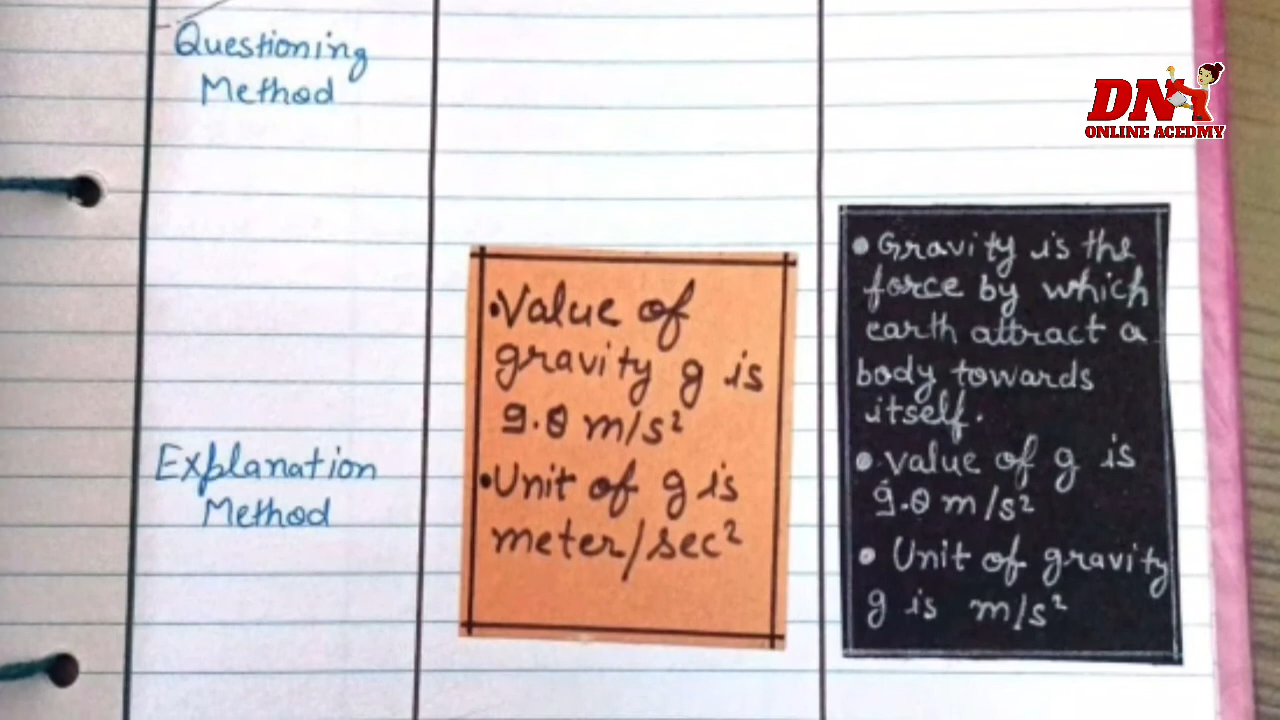 Questioning
Method
DN
ONLINE ACEDMY
Explanation
Method
•Value of
gravity g is
9.8 m/s²
•Unit of g is
meter/sec²
• Gravity is the
force by which
earth attract a
body towards
itself.
• value of g is
9.8 m/s²
• Unit of gravity
g is m/s²